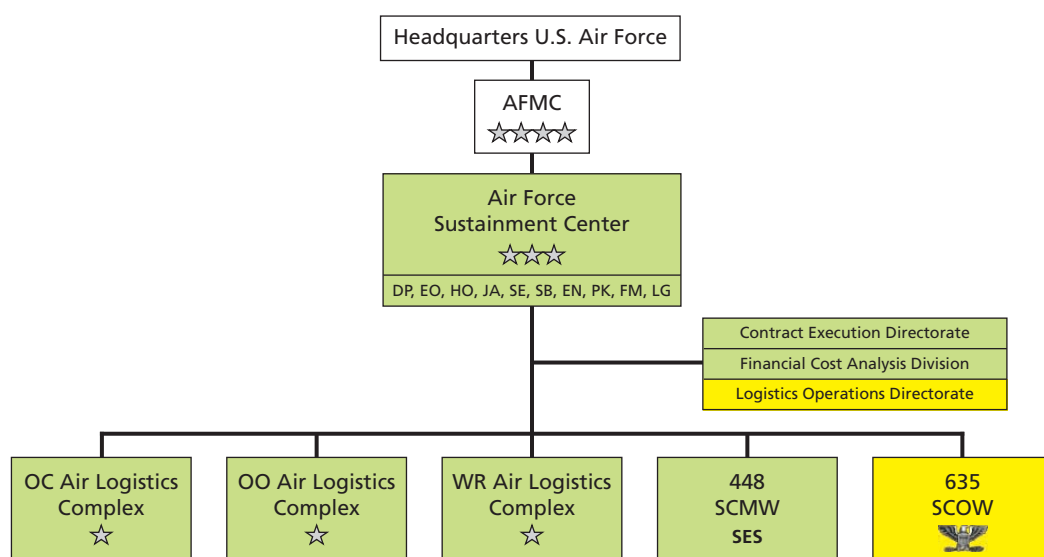 Headquarters U.S. Air Force
AFMC
Air Force
Sustainment Center
DP, EO, HO, JA, SE, SB, EN, PK, FM, LG
Contract Execution Directorate
Financial Cost Analysis Division
Logistics Operations Directorate
OC Air Logistics
Complex
OO Air Logistics
Complex
WR Air Logistics
Complex
448
SCMW
SES
635
SCOW